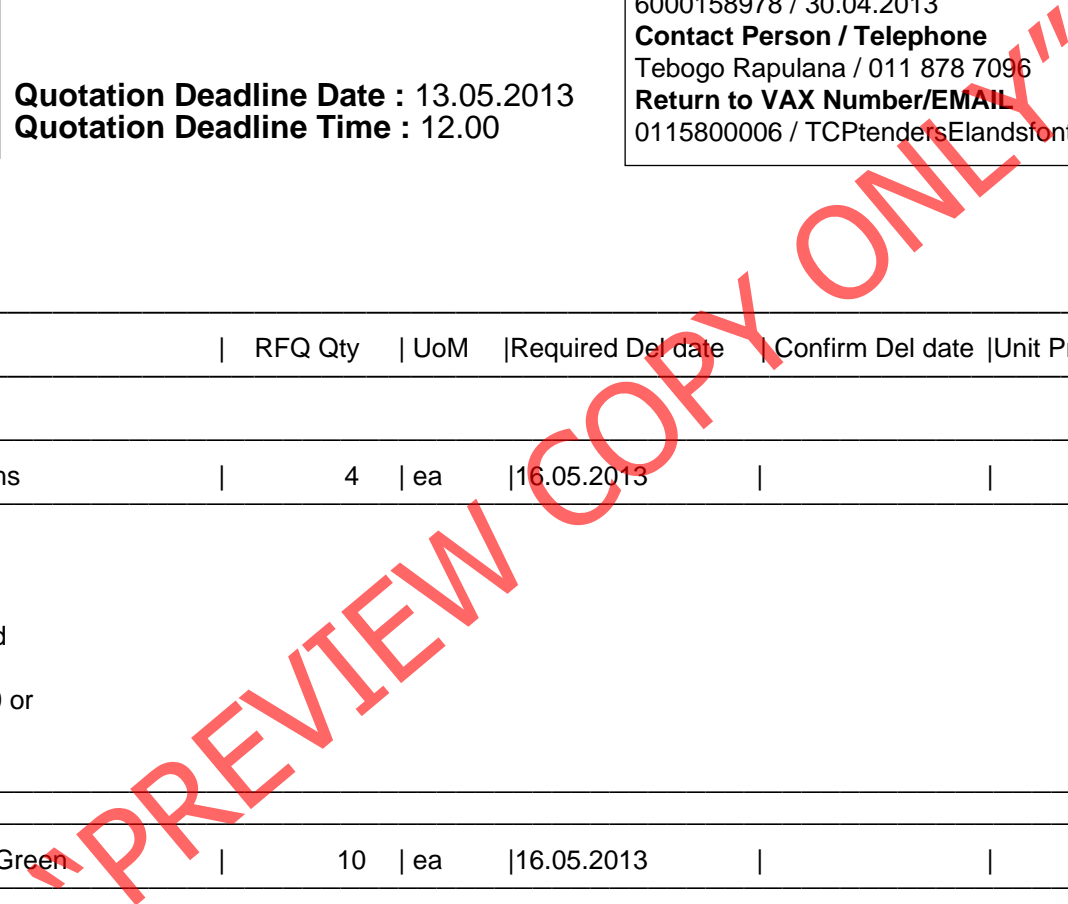 6000158978 / 30.04.2013
Contact Person / Telephone
Tebogo Rapulana / 011 878 7096
Return to VAX Number/EMAIL
0115800006 / TCPtendersElandsfont
Quotation Deadline Date : 13.05.2013
Quotation Deadline Time : 12.00
| RFQ Qty | UoM |Required Del date | Confirm Del date |Unit Pr
ns | 4 | ea |16.05.2013 | |
d
or
Green | 10 | ea |16.05.2013 | |
"PREVIEW COPY ONLY"